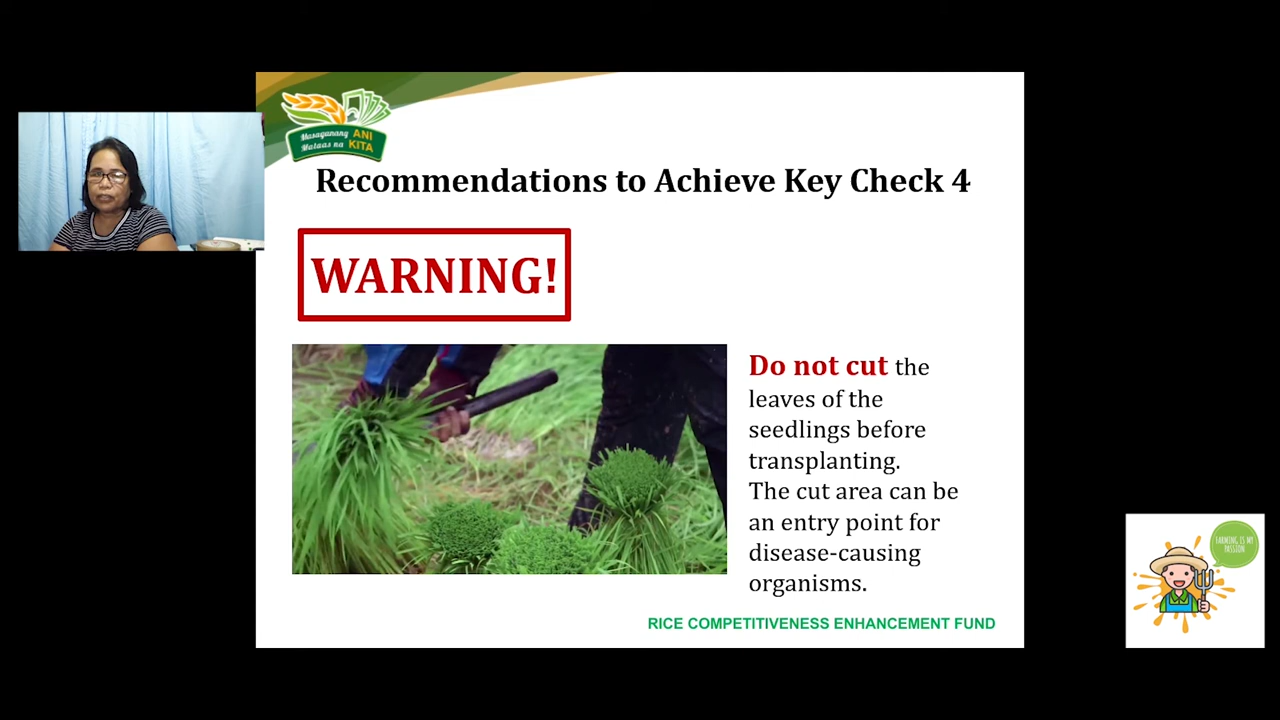 Masaganang ANI
Mataas na KITA
Recommendations to Achieve Key Check 4
WARNING!
Do not cut the
leaves of the
seedlings before
transplanting.
The cut area can be
an entry point for
disease-causing
organisms.
RICE COMPETITIVENESS ENHANCEMENT FUND
FARMING IS MY
PASSION